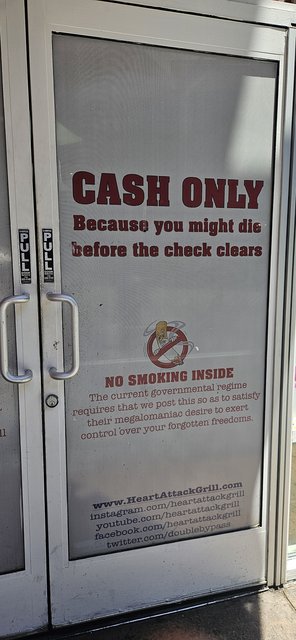 CASH ONLY
Because you might die
before the check clears
PULL
PULL
NO SMOKING INSIDE
The current governmental regime
requires that we post this so as to satisfy
their megalomaniac desire to exert
control over your forgotten freedoms.
www.HeartAttackGrill.com
instagram.com/heartattackgrill
youtube.com/heartattackgrill
facebook.com/heartattackgrill
twitter.com/doublebypass